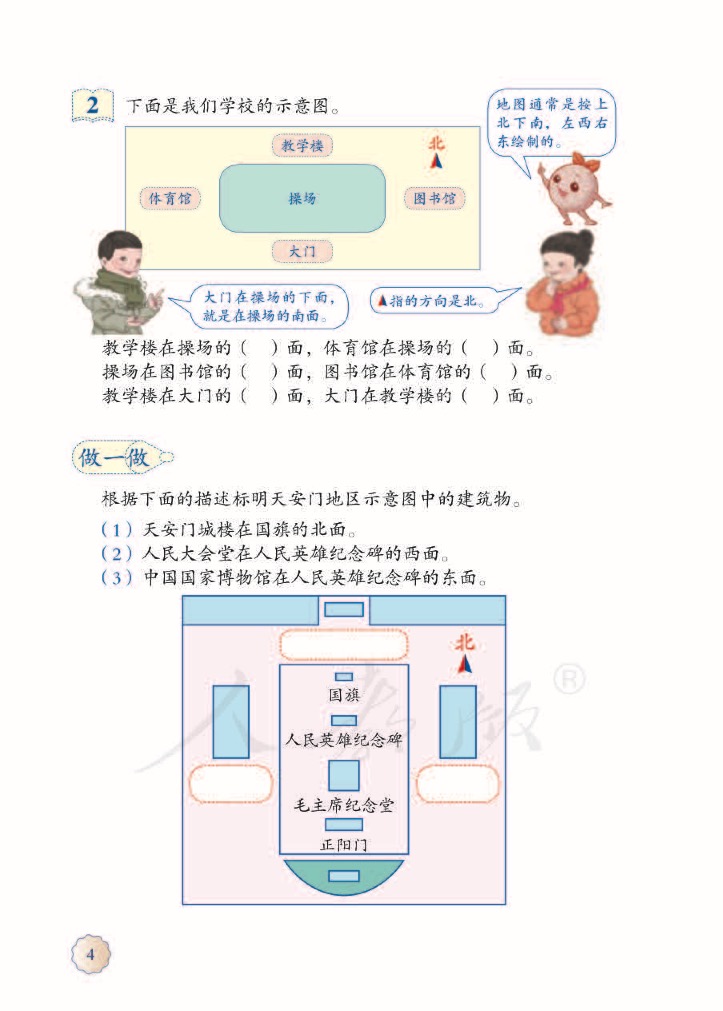 2 下面是我们学校的示意图。
地图通常是按上
北下南，左西右
东绘制的。
教学楼
北
体育馆 操场 图书馆
大门
大门在操场的下面，
就是在操场的南面。
指的方向是北。
教学楼在操场的（ ）面，体育馆在操场的（ ）面。
操场在图书馆的（ ）面，图书馆在体育馆的（ ）面。
教学楼在大门的（ ）面，大门在教学楼的（ ）面。
做一做
根据下面的描述标明天安门地区示意图中的建筑物。
（1）天安门城楼在国旗的北面。
（2）人民大会堂在人民英雄纪念碑的西面。
（3）中国国家博物馆在人民英雄纪念碑的东面。
北
国旗
人民英雄纪念碑
毛主席纪念堂
正阳门
人教版®
4